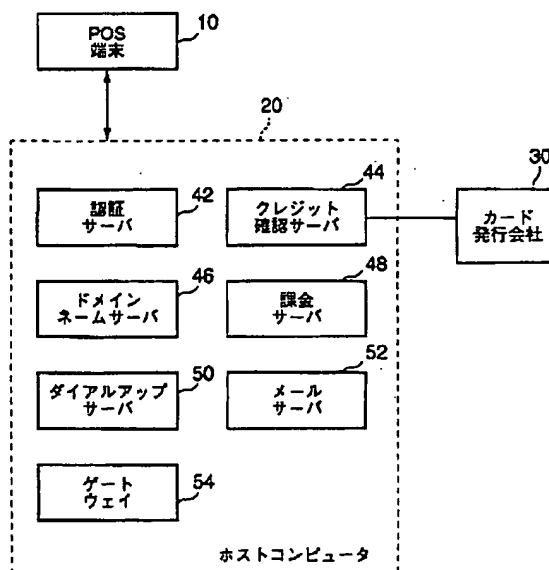 POS
端末
10
20
認証
サーバ
42
クレジット
確認サーバ
44
カード
発行会社
30
ドメイン
ネームサーバ
46
課金
サーバ
48
ダイアルアップ
サーバ
50
メール
サーバ
52
ゲート
ウェイ
54
ホストコンピュータ